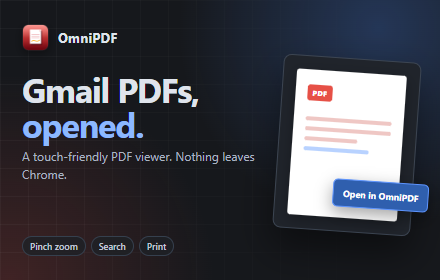 OmniPDF
Gmail PDFs,
opened.
A touch-friendly PDF viewer. Nothing leaves
Chrome.
PDF
Open in OmniPDF
Pinch zoom
Search
Print